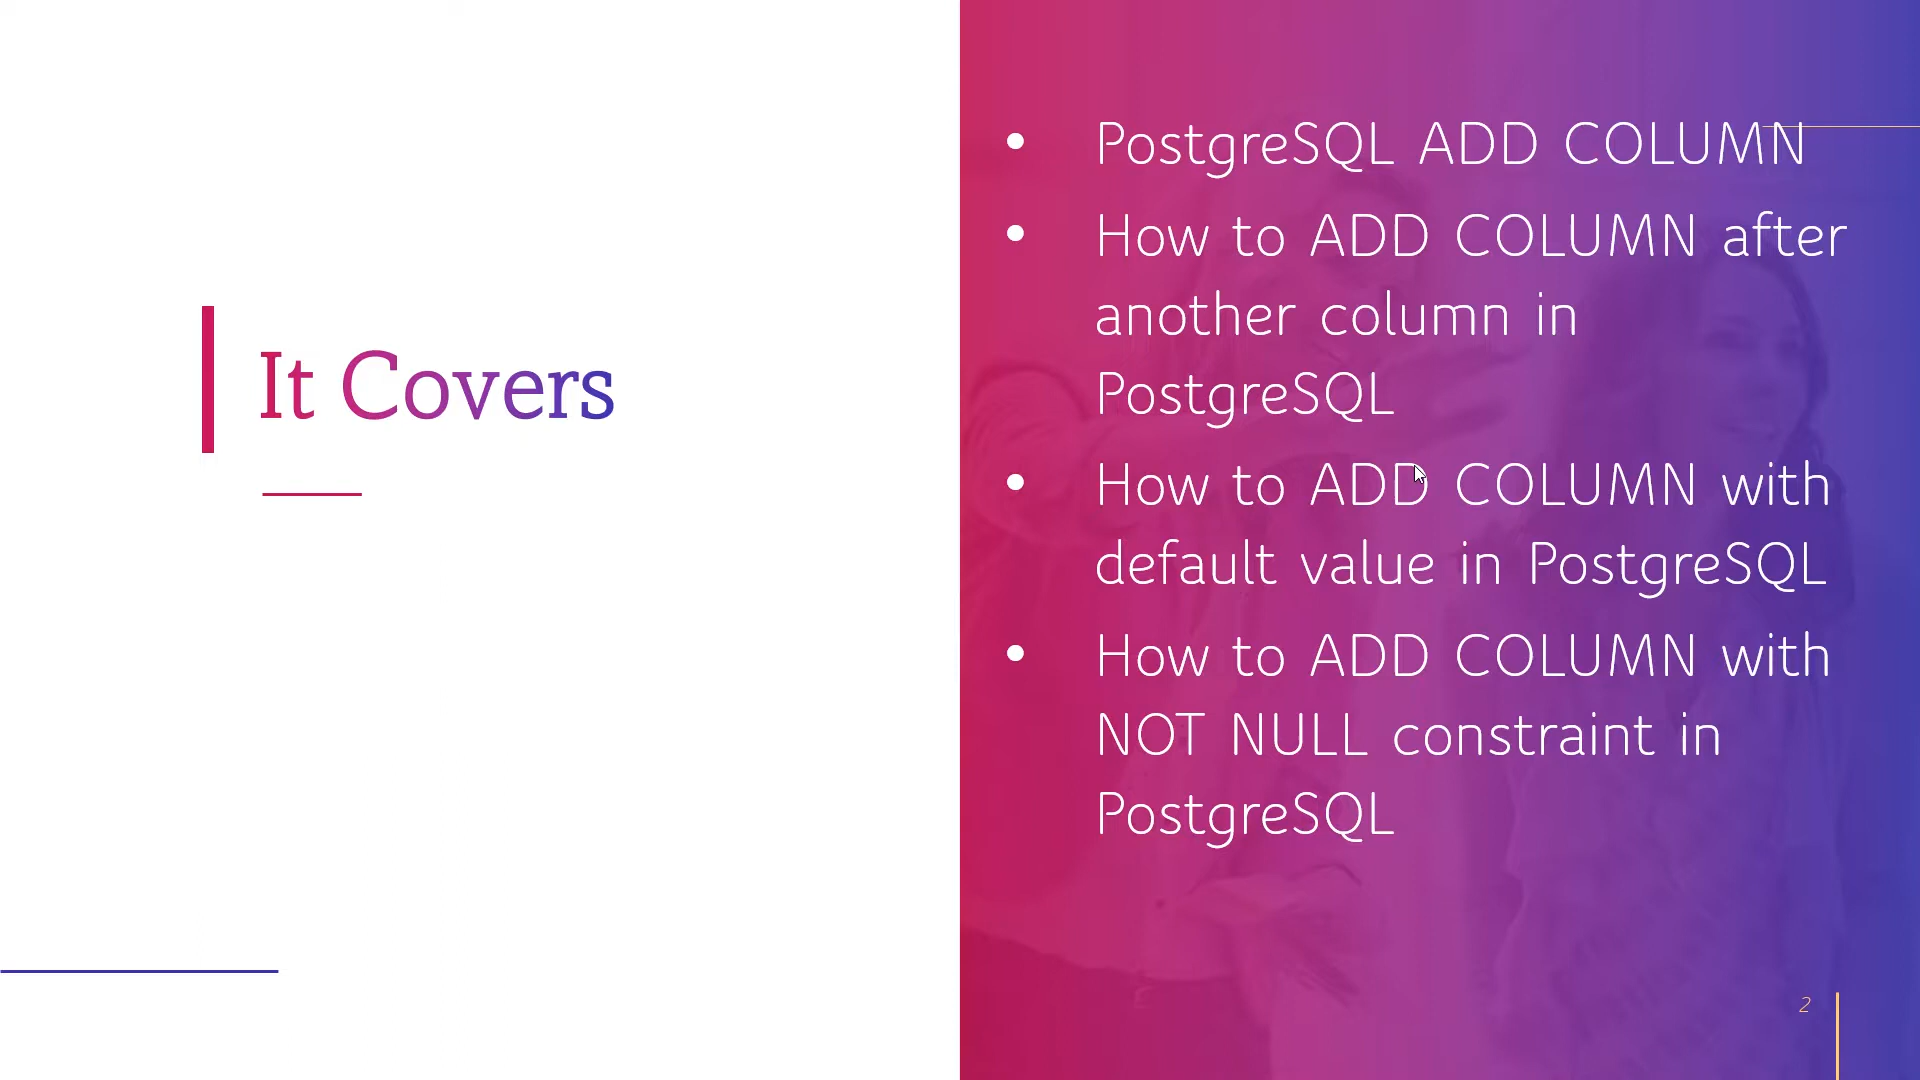 It Covers
• PostgreSQL ADD COLUMN
• How to ADD COLUMN after
another column in
PostgreSQL
• How to ADD COLUMN with
default value in PostgreSQL
• How to ADD COLUMN with
NOT NULL constraint in
PostgreSQL
2